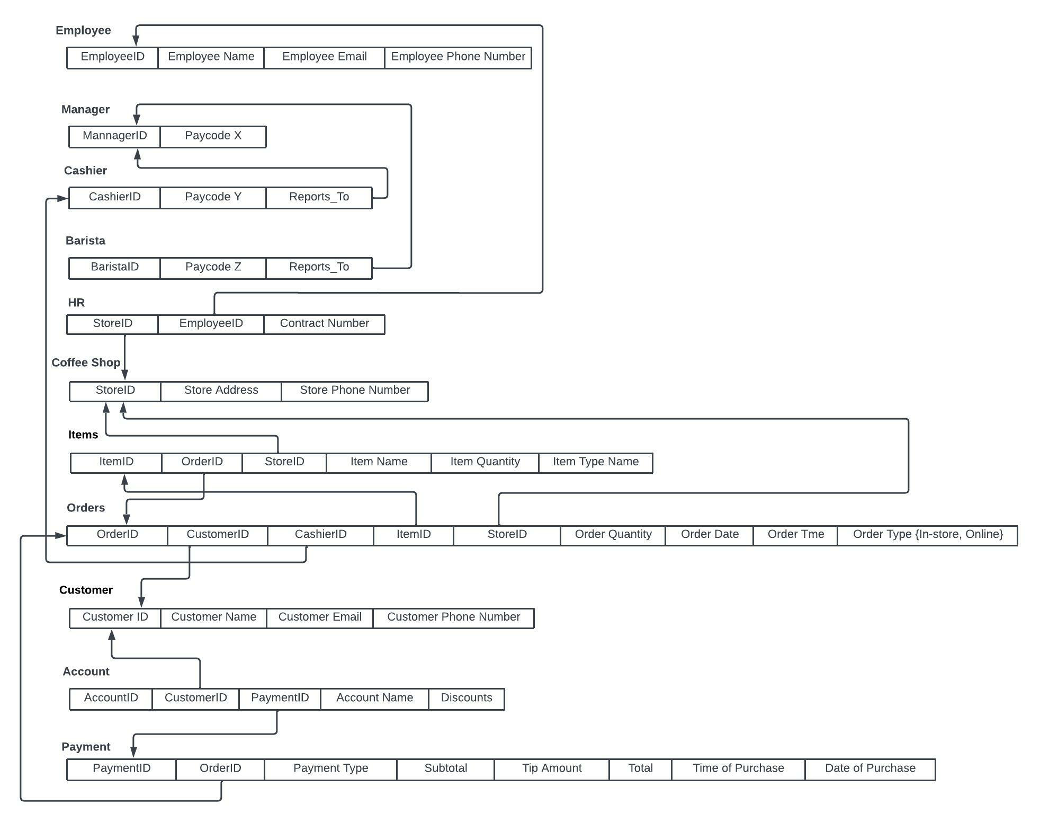 Employee
EmployeeID Employee Name Employee Email Employee Phone Number
Manager
MannagerID Paycode X
Cashier
CashierID Paycode Y Reports_To
Barista
BaristaID Paycode Z Reports_To
HR
StoreID EmployeeID Contract Number
Coffee Shop
StoreID Store Address Store Phone Number
Items
ItemID OrderID StoreID Item Name Item Quantity Item Type Name
Orders
OrderID CustomerID CashierID ItemID StoreID Order Quantity Order Date Order Tme Order Type {In-store, Online}
Customer
Customer ID Customer Name Customer Email Customer Phone Number
Account
AccountID CustomerID PaymentID Account Name Discounts
Payment
PaymentID OrderID Payment Type Subtotal Tip Amount Total Time of Purchase Date of Purchase